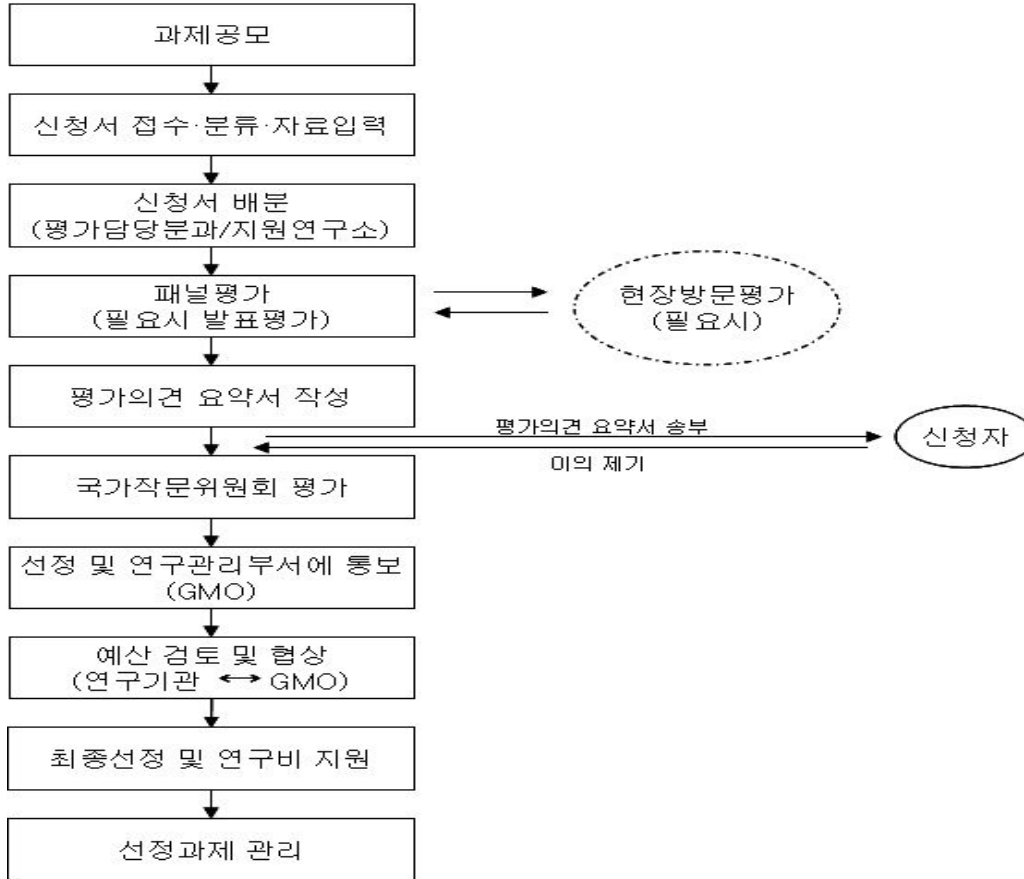 과제공모
신청서 접수·분류·자료입력
신청서 배분
(평가담당분과/지원연구소)
패널평가
(필요시 발표평가)
현장방문평가
(필요시)
평가의견 요약서 작성
평가의견 요약서 송부
이의 제기
신청자
국가작문위원회 평가
선정 및 연구관리부서에 통보
(GMO)
예산 검토 및 협상
(연구기관 ↔ GMO)
최종선정 및 연구비 지원
선정과제 관리